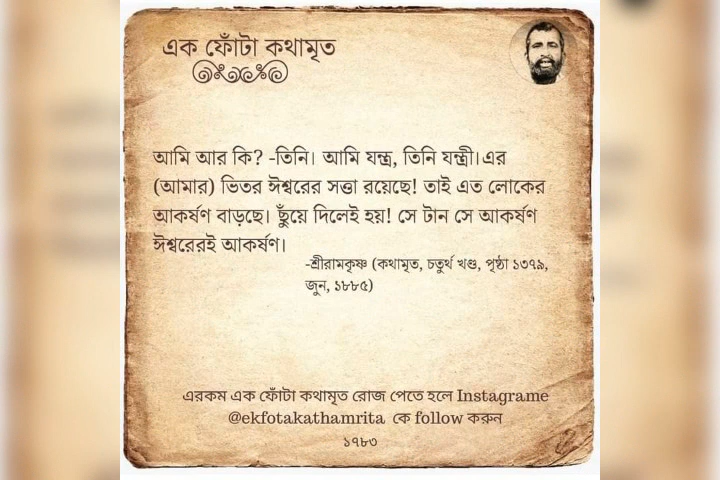 এক ফোঁটা কথামৃত
আমি আর কি? -তিনি। আমি যন্ত্র, তিনি যন্ত্রী।এর
(আমার) ভিতর ঈশ্বরের সত্তা রয়েছে! তাই এত লোকের
আকর্ষণ বাড়ছে। ছুঁয়ে দিলেই হয়! সে টান সে আকর্ষণ
ঈশ্বরেরই আকর্ষণ।
-শ্রীরামকৃষ্ণ (কথামৃত, চতুর্থ খণ্ড, পৃষ্ঠা ১৩৭৯,
জুন, ১৮৮৫)
এরকম এক ফোঁটা কথামৃত রোজ পেতে হলে Instagrame
@ekfotakathamrita কে follow করুন
১৭৮৩